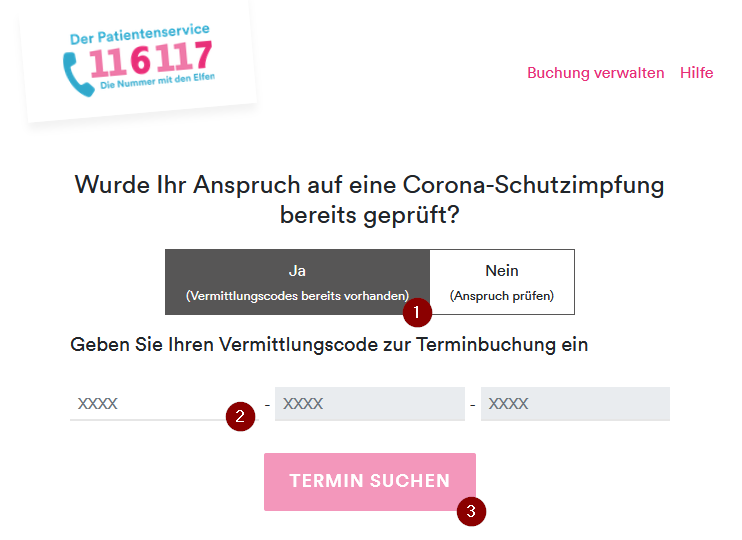 Der Patientenservice
116117
Die Nummer mit den Elfen
Buchung verwalten Hilfe
Wurde Ihr Anspruch auf eine Corona-Schutzimpfung
bereits geprüft?
Ja Nein
(Vermittlungscodes bereits vorhanden) (Anspruch prüfen)
1
Geben Sie Ihren Vermittlungscode zur Terminbuchung ein
XXXX - XXXX - XXXX
2
TERMIN SUCHEN
3